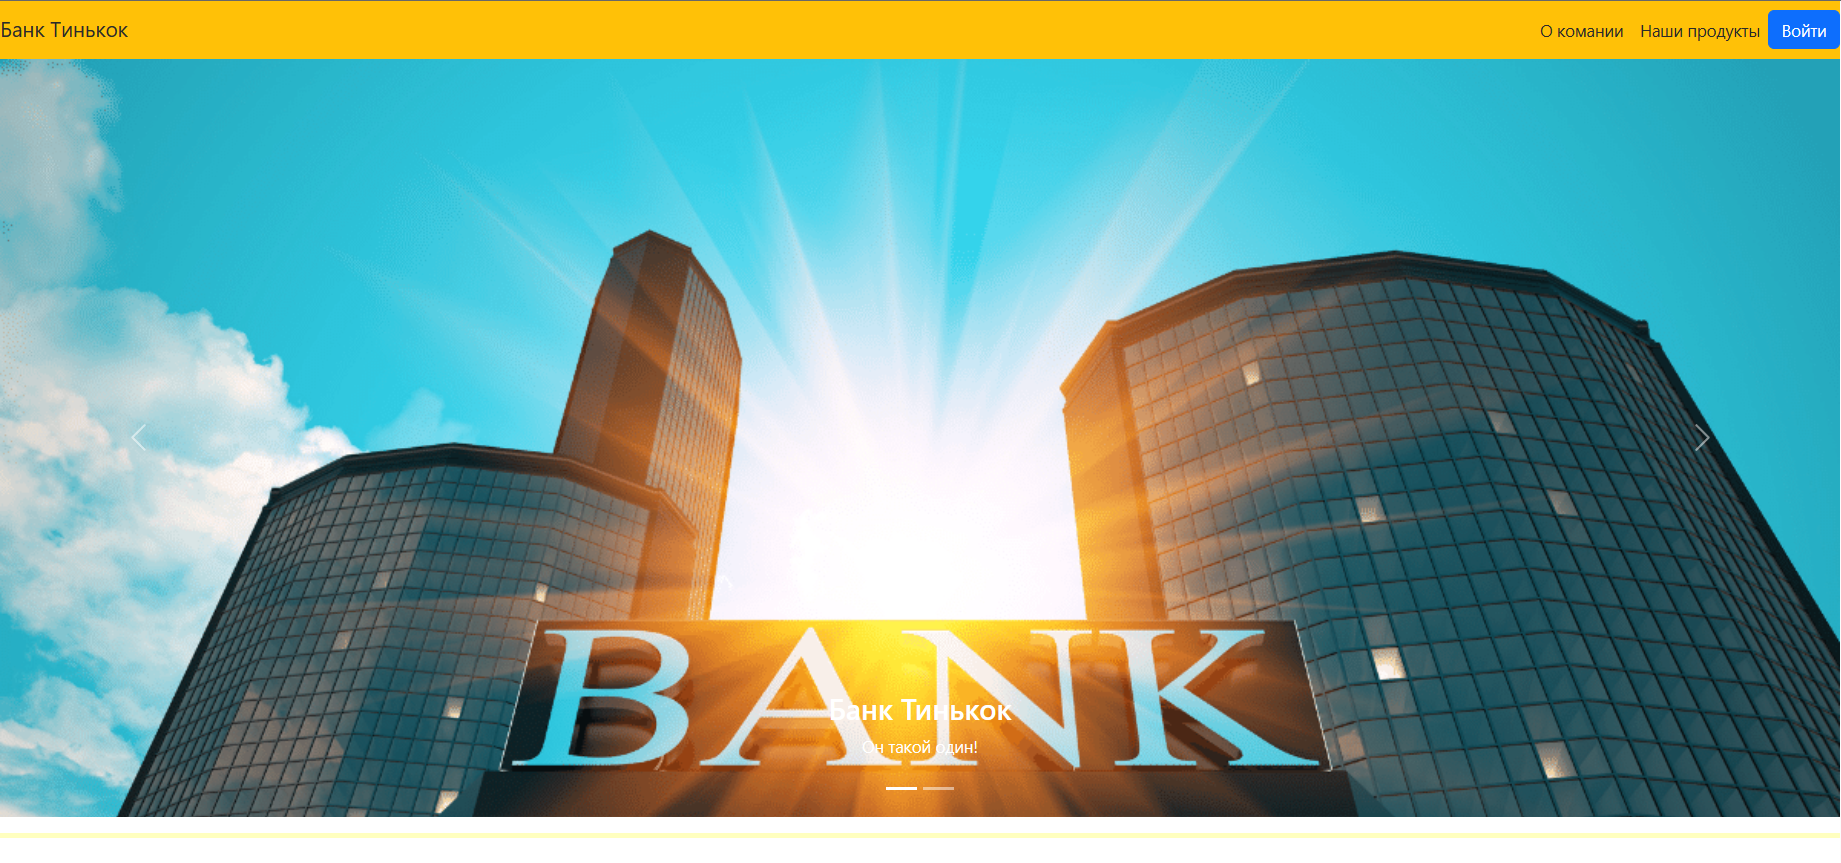 Банк Тинькок
О комании
Наши продукты
Войти
BANK
Банк Тинькок
Он такой один!